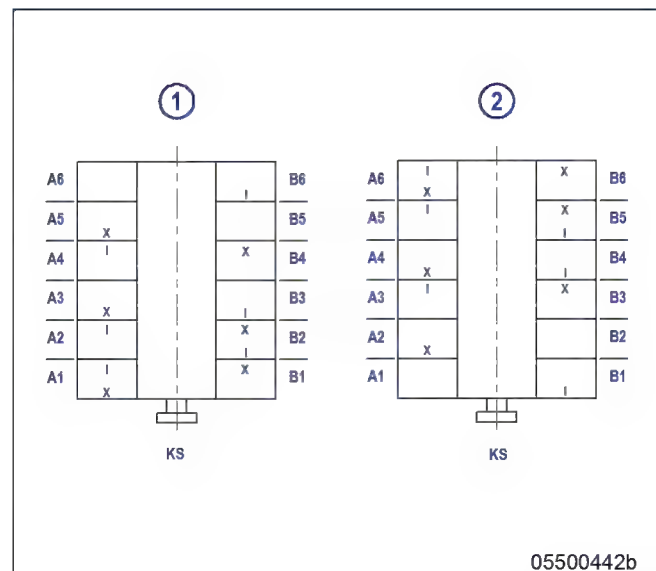 1
A6 I B6
A5 X B5
A4 I X B4
A3 X I B3
A2 I X I B2
A1 I X X B1
KS
2
A6 I X X B6
A5 I X I B5
A4 X I B4
A3 I X B3
A2 X B2
A1 I B1
KS
05500442b